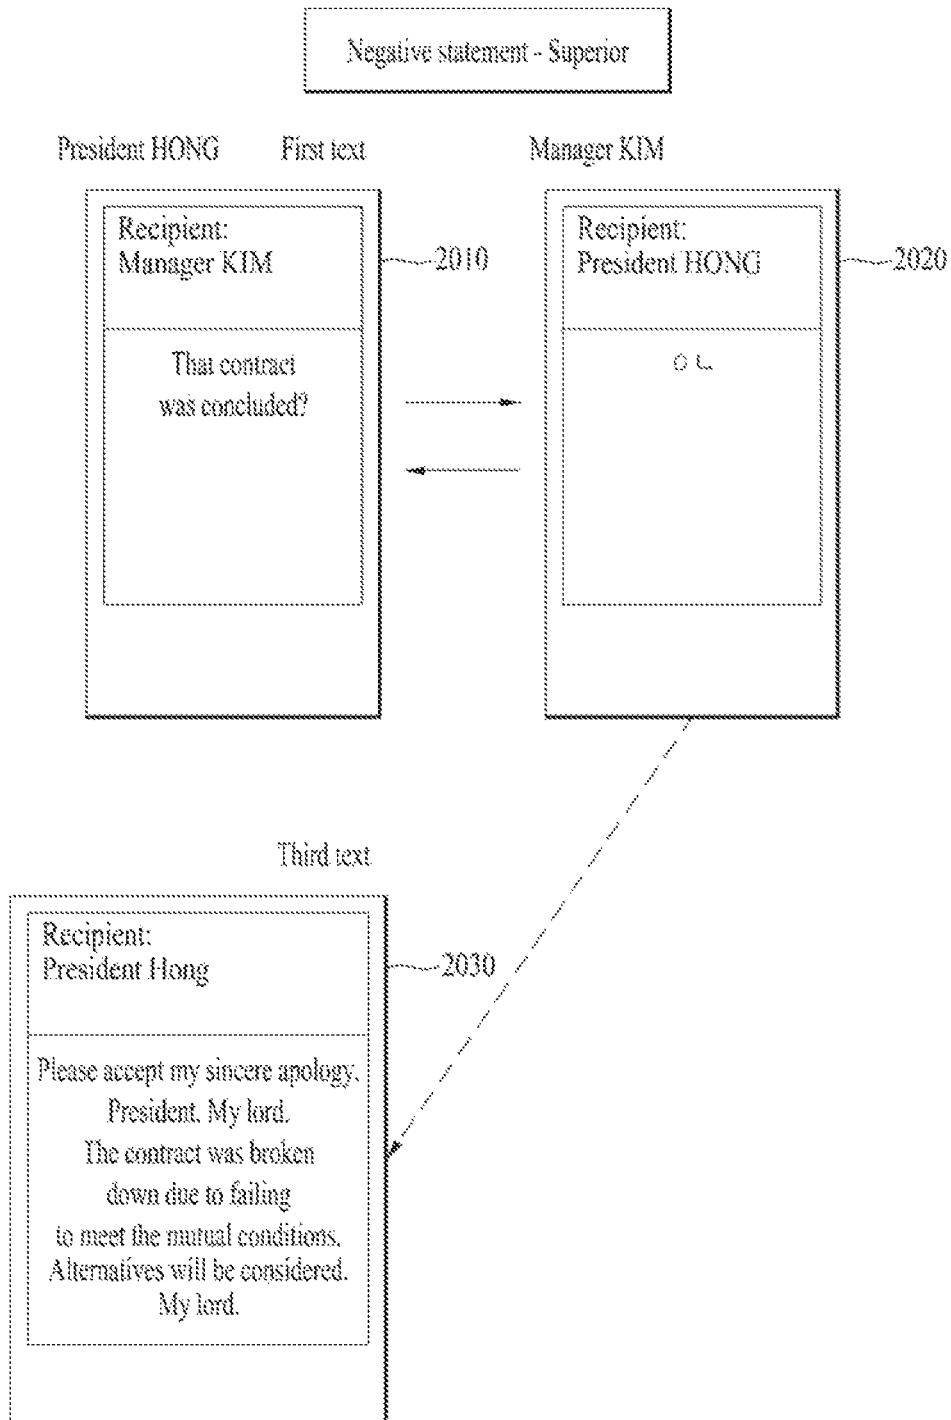 Negative statement - Superior
President HONG
First text
Manager KIM
Recipient:
Manager KIM
2010
That contract
was concluded?
Recipient:
President HONG
2020
ㅇㄴ
Third text
Recipient:
President Hong
2030
Please accept my sincere apology.
President. My lord.
The contract was broken
down due to failing
to meet the mutual conditions.
Alternatives will be considered.
My lord.